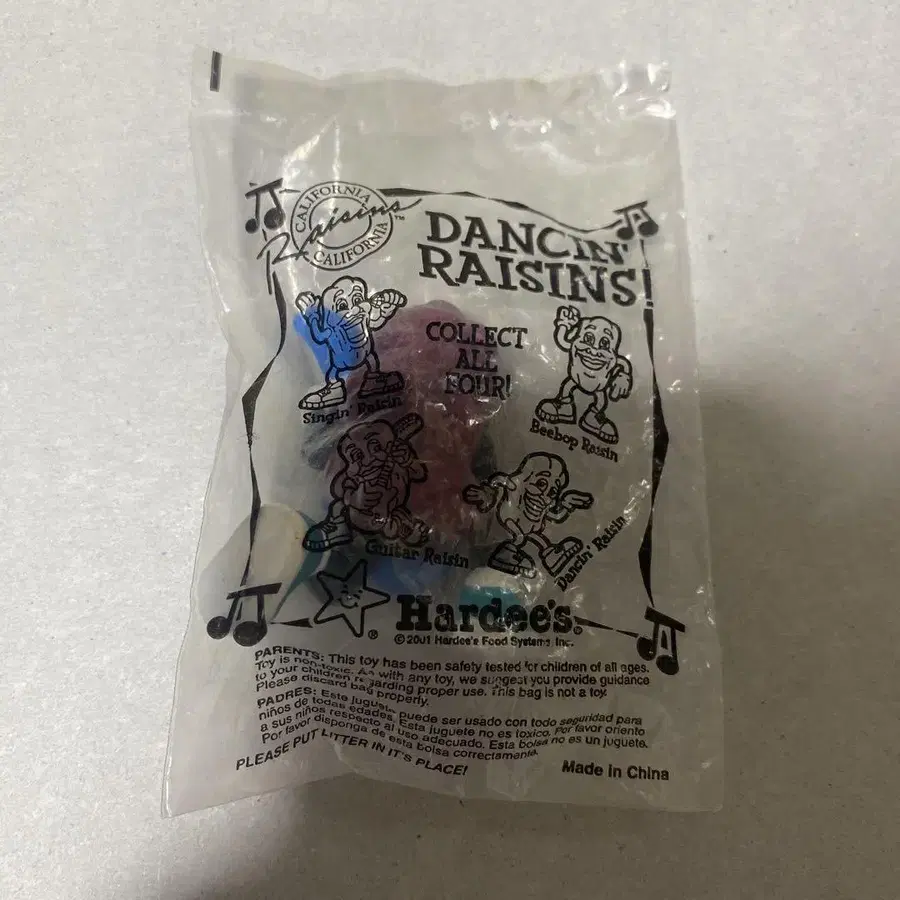 CALIFORNIA
Raisins™
CALIFORNIA
DANCIN'
RAISINS!
COLLECT
ALL
FOUR!
Singin' Raisin
Beebop Raisin
Guitar Raisin
Dancin' Raisin
Hardee's®
© 2001 Hardee's Food Systems, Inc.
PARENTS: This toy has been safety tested for children of all ages.
Toy is non-toxic. As with any toy, we suggest you provide guidance
to your children regarding proper use. This bag is not a toy.
Please discard bag properly.
PADRES: Este juguete puede ser usado con todo seguridad para
niños de todas edades. Esta juguete no es toxico. Por favor oriento
a sus niños respecto al uso adecuado. Esta bolsa no es un juguete.
Por favor disponga de esta bolsa correctamente.
PLEASE PUT LITTER IN IT'S PLACE!
Made In China